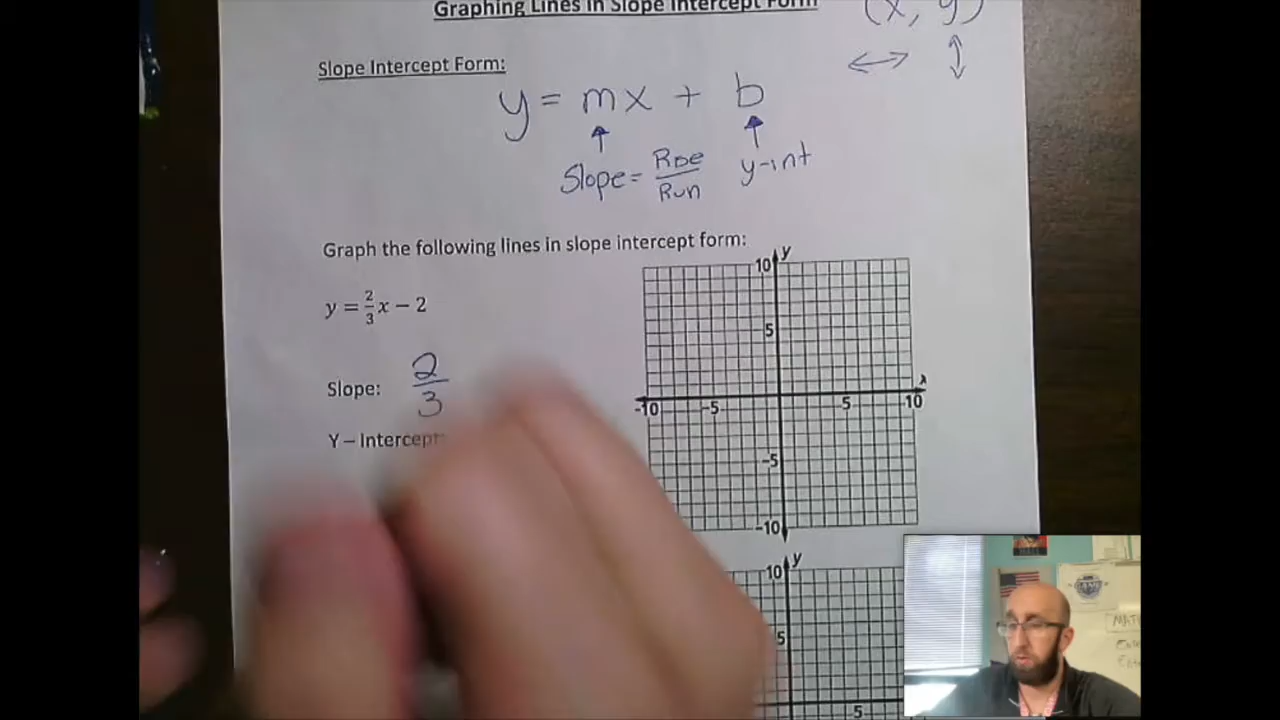 Graphing Lines in Slope Intercept Form
(x, y)
Slope Intercept Form:
y = mx + b
Slope = Rise
Run
y-int
Graph the following lines in slope intercept form:
y = 2/3 x − 2
Slope: 2/3
Y – Intercept:
y
10
5
x
-10
-5
5
10
-5
-10
y
10
5
5